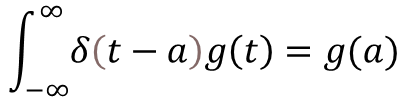 ∫_{-∞}^{∞} δ(t − a)g(t) = g(a)